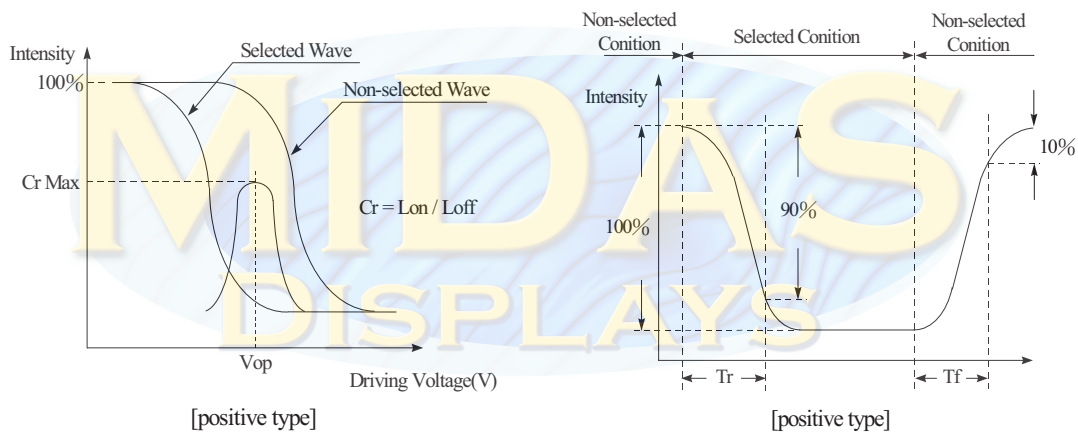 Intensity
100%
Selected Wave
Non-selected Wave
Cr Max
Cr = Lon / Loff
Vop
Driving Voltage(V)
[positive type]
Non-selected
Conition
Selected Conition
Non-selected
Conition
Intensity
10%
90%
100%
Tr
Tf
[positive type]
MIDAS
DISPLAYS